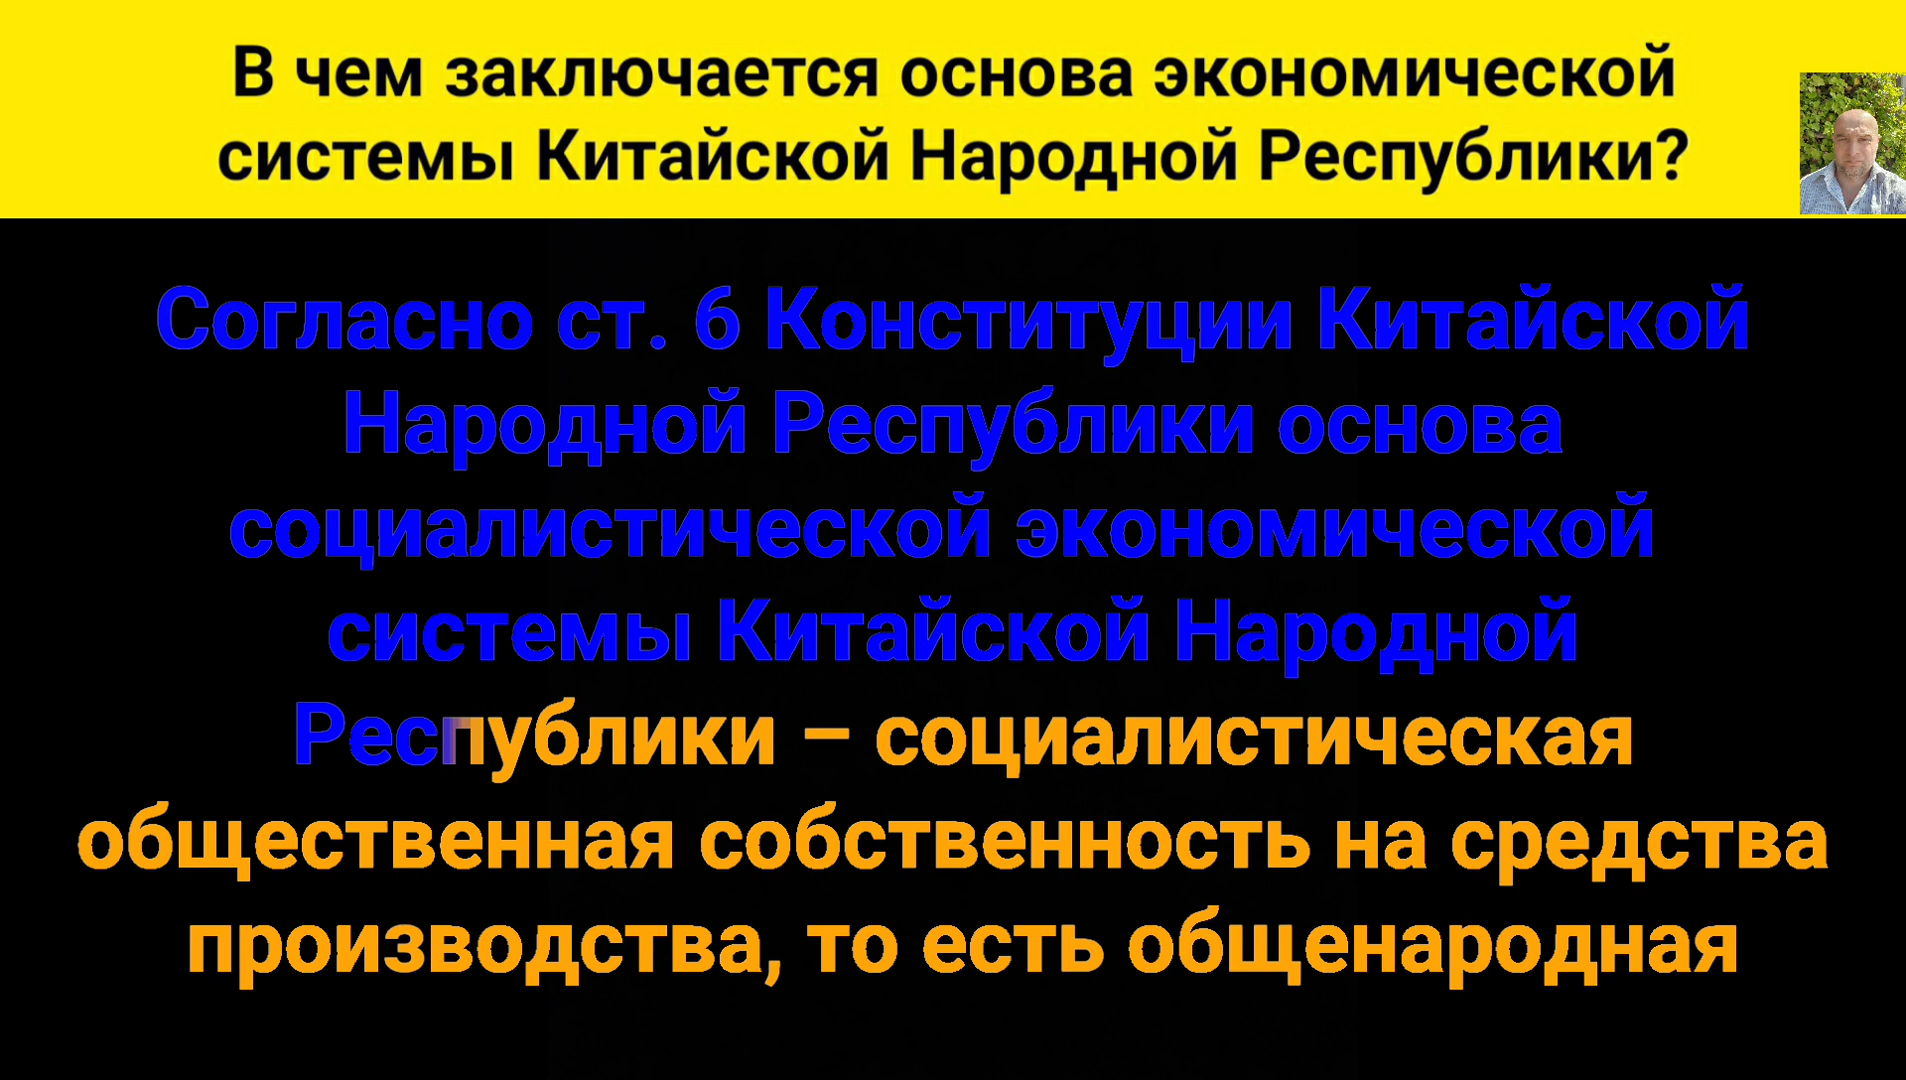 В чем заключается основа экономической
системы Китайской Народной Республики?
Согласно ст. 6 Конституции Китайской
Народной Республики основа
социалистической экономической
системы Китайской Народной
Республики – социалистическая
общественная собственность на средства
производства, то есть общенародная